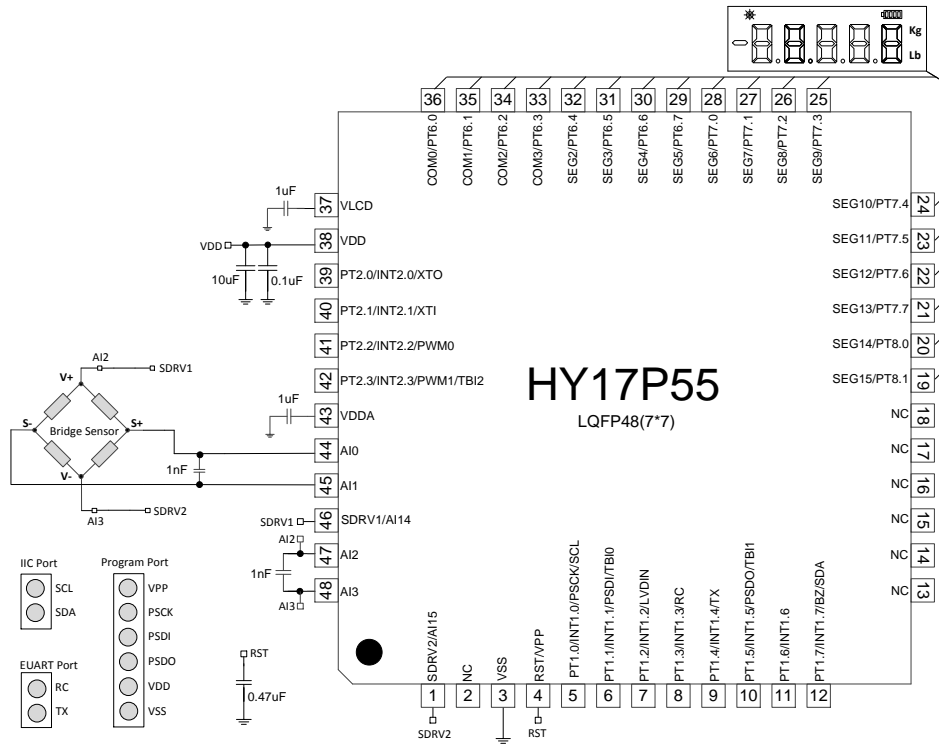 Kg
Lb
36 35 34 33 32 31 30 29 28 27 26 25
COM0/PT6.0
COM1/PT6.1
COM2/PT6.2
COM3/PT6.3
SEG2/PT6.4
SEG3/PT6.5
SEG4/PT6.6
SEG5/PT6.7
SEG6/PT7.0
SEG7/PT7.1
SEG8/PT7.2
SEG9/PT7.3
1uF
37 VLCD
VDD
38 VDD
10uF
0.1uF
39 PT2.0/INT2.0/XTO
40 PT2.1/INT2.1/XTI
41 PT2.2/INT2.2/PWM0
42 PT2.3/INT2.3/PWM1/TBI2
1uF
43 VDDA
44 AI0
1nF
45 AI1
SDRV1
46 SDRV1/AI14
AI2
47 AI2
1nF
48 AI3
AI3
SEG10/PT7.4 24
SEG11/PT7.5 23
SEG12/PT7.6 22
SEG13/PT7.7 21
SEG14/PT8.0 20
SEG15/PT8.1 19
NC 18
NC 17
NC 16
NC 15
NC 14
NC 13
HY17P55
LQFP48(7*7)
AI2
SDRV1
V+
S-
Bridge Sensor
S+
V-
AI3
SDRV2
IIC Port
SCL
SDA
EUART Port
RC
TX
Program Port
VPP
PSCK
PSDI
PSDO
VDD
VSS
RST
0.47uF
SDRV2/AI15
NC
VSS
RST/VPP
PT1.0/INT1.0/PSCK/SCL
PT1.1/INT1.1/PSDI/TBI0
PT1.2/INT1.2/LVDIN
PT1.3/INT1.3/RC
PT1.4/INT1.4/TX
PT1.5/INT1.5/PSDO/TBI1
PT1.6/INT1.6
PT1.7/INT1.7/BZ/SDA
1 2 3 4 5 6 7 8 9 10 11 12
SDRV2
RST